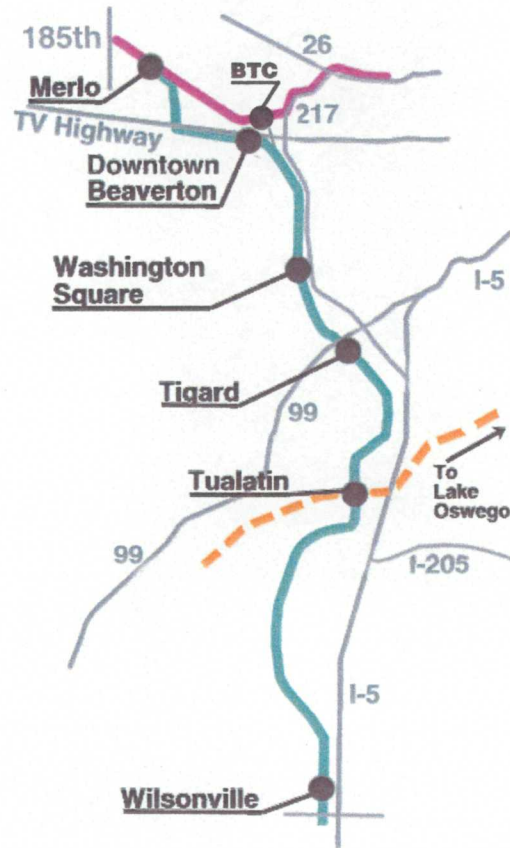 185th
26
BTC
Merlo
217
TV Highway
Downtown
Beaverton
Washington
Square
I-5
Tigard
99
Tualatin
To
Lake
Oswego
99
I-205
I-5
Wilsonville